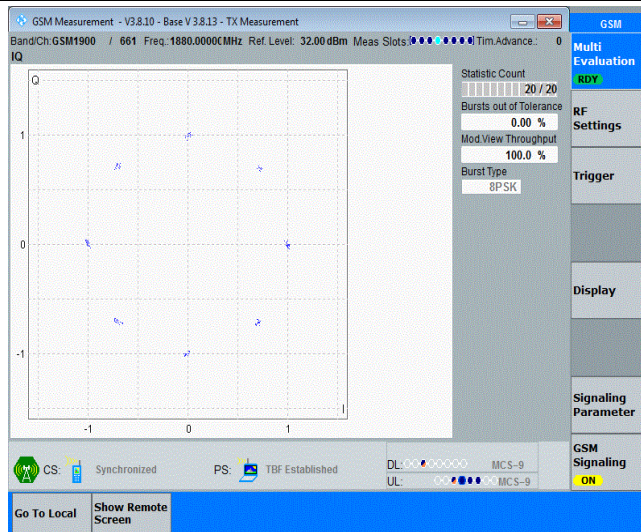 GSM Measurement - V3.8.10 - Base V 3.8.13 - TX Measurement
GSM
Band/Ch: GSM1900 / 661 Freq.: 1880.00000 MHz Ref. Level: 32.00 dBm Meas Slots: Tim.Advance.: 0
IQ
Multi
Evaluation
RDY
Q
Statistic Count
20 / 20
Bursts out of Tolerance
0.00 %
Mod.View Throughput
100.0 %
Burst Type
8PSK
RF
Settings
Trigger
Display
Signaling
Parameter
GSM
Signaling
ON
1
0
-1
I
-1 0 1
CS: Synchronized PS: TBF Established
DL: MCS-9
UL: MCS-9
Go To Local
Show Remote
Screen